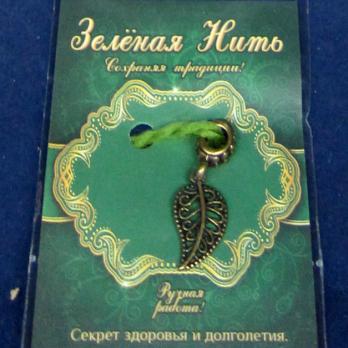 Зелёная Нить
Сохраняя традиции!
Ручная
работа!
Секрет здоровья и долголетия.